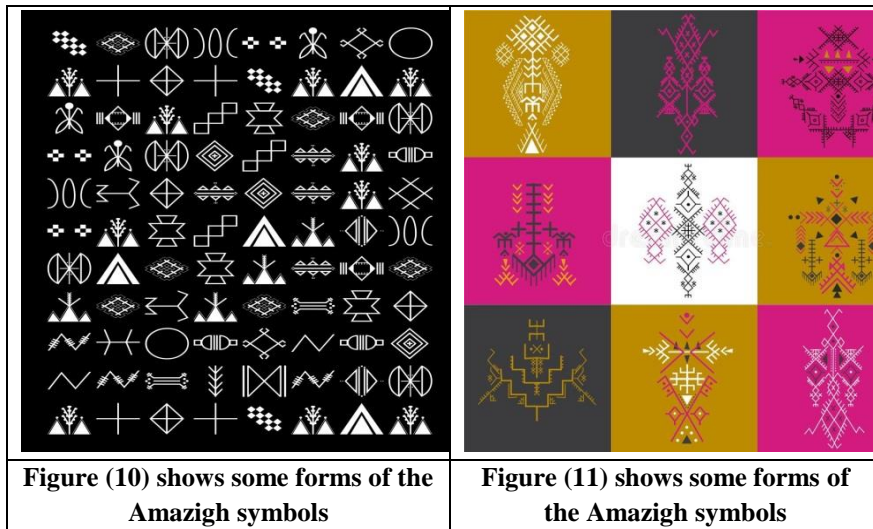 Figure (10) shows some forms of the
Amazigh symbols
Figure (11) shows some forms of
the Amazigh symbols